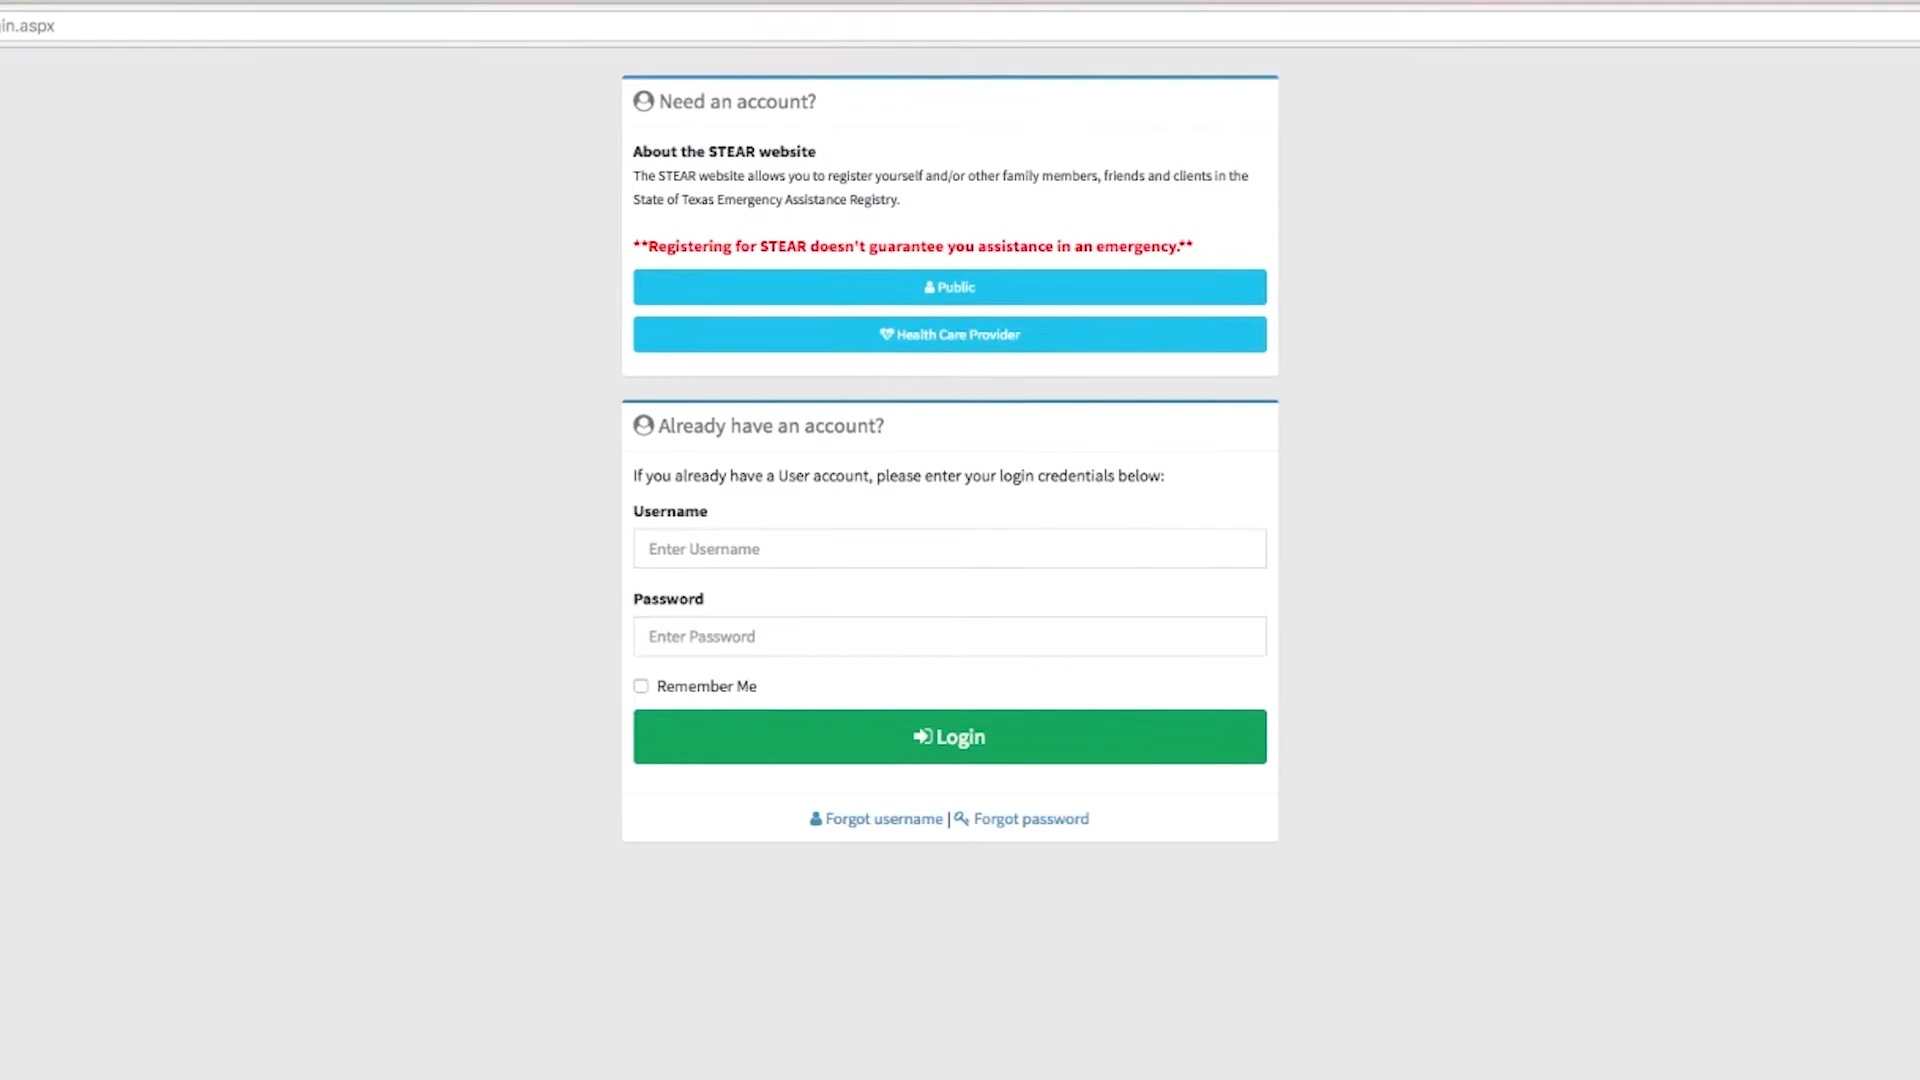 in.aspx
Need an account?
About the STEAR website
The STEAR website allows you to register yourself and/or other family members, friends and clients in the
State of Texas Emergency Assistance Registry.
**Registering for STEAR doesn't guarantee you assistance in an emergency.**
Public
Health Care Provider
Already have an account?
If you already have a User account, please enter your login credentials below:
Username
Enter Username
Password
Enter Password
Remember Me
Login
Forgot username | Forgot password